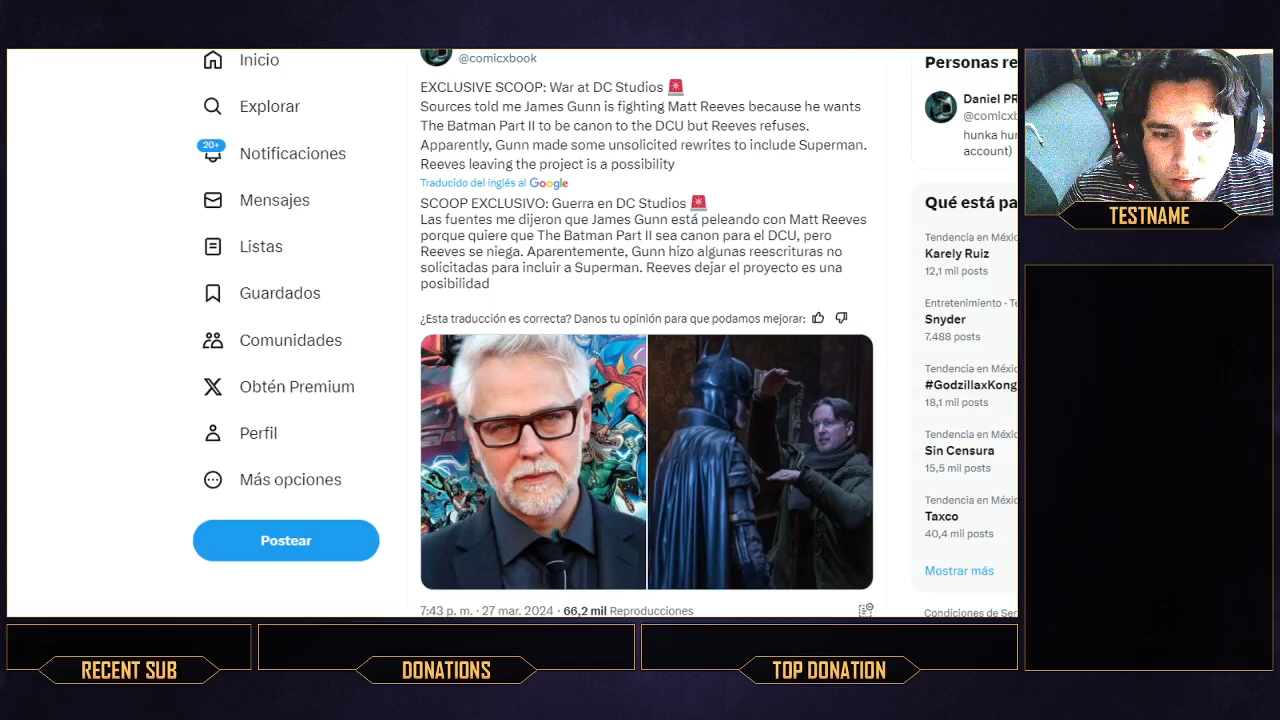 Inicio
Explorar
20+
Notificaciones
Mensajes
Listas
Guardados
Comunidades
Obtén Premium
Perfil
Más opciones
Postear
@comicxbook
EXCLUSIVE SCOOP: War at DC Studios 🚨
Sources told me James Gunn is fighting Matt Reeves because he wants
The Batman Part II to be canon to the DCU but Reeves refuses.
Apparently, Gunn made some unsolicited rewrites to include Superman.
Reeves leaving the project is a possibility
Traducido del inglés al Google
SCOOP EXCLUSIVO: Guerra en DC Studios 🚨
Las fuentes me dijeron que James Gunn está peleando con Matt Reeves
porque quiere que The Batman Part II sea canon para el DCU, pero
Reeves se niega. Aparentemente, Gunn hizo algunas reescrituras no
solicitadas para incluir a Superman. Reeves dejar el proyecto es una
posibilidad
¿Esta traducción es correcta? Danos tu opinión para que podamos mejorar:
7:43 p. m. · 27 mar. 2024 · 66,2 mil Reproducciones
Personas re
Daniel PR
@comicxb
hunka hun
account)
Qué está pa
Tendencia en Méxic
Karely Ruiz
12,1 mil posts
Entretenimiento · Te
Snyder
7.488 posts
Tendencia en Méxic
#GodzillaxKong
18,1 mil posts
Tendencia en Méxic
Sin Censura
15,5 mil posts
Tendencia en Méxic
Taxco
40,4 mil posts
Mostrar más
Condiciones de Ser
TESTNAME
RECENT SUB
DONATIONS
TOP DONATION